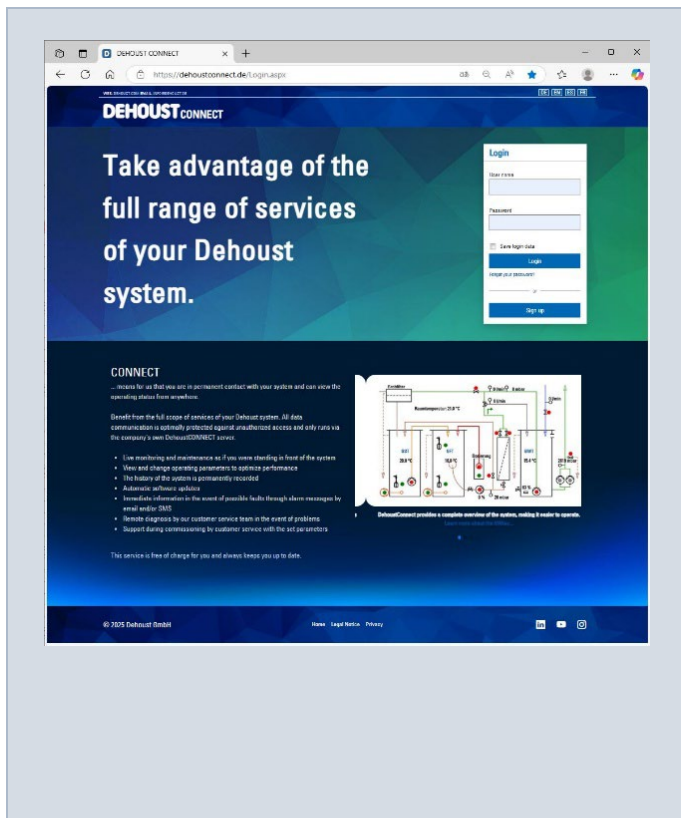 DEHOUST CONNECT
https://dehoustconnect.de/Login.aspx
DE EN ES FR
DEHOUST CONNECT
Take advantage of the
full range of services
of your Dehoust
system.
Login
User name
Password
Save login data
Login
Forgot your password?
or
Sign up
CONNECT
... means for us that you are in permanent contact with your system and can view the
operating status from anywhere.
Benefit from the full scope of services of your Dehoust system. All data
communication is optimally protected against unauthorized access and only runs via
the company's own DehoustCONNECT server.
• Live monitoring and maintenance as if you were standing in front of the system
• View and change operating parameters to optimize performance
• The history of the system is permanently recorded
• Automatic software updates
• Immediate information in the event of possible faults through alarm messages by
email and/or SMS
• Remote diagnosis by our customer service team in the event of problems
• Support during commissioning by customer service with the set parameters
This service is free of charge for you and always keeps you up to date.
DehoustConnect provides a complete overview of the system, making it easier to operate.
© 2025 Dehoust GmbH
Home Legal Notice Privacy